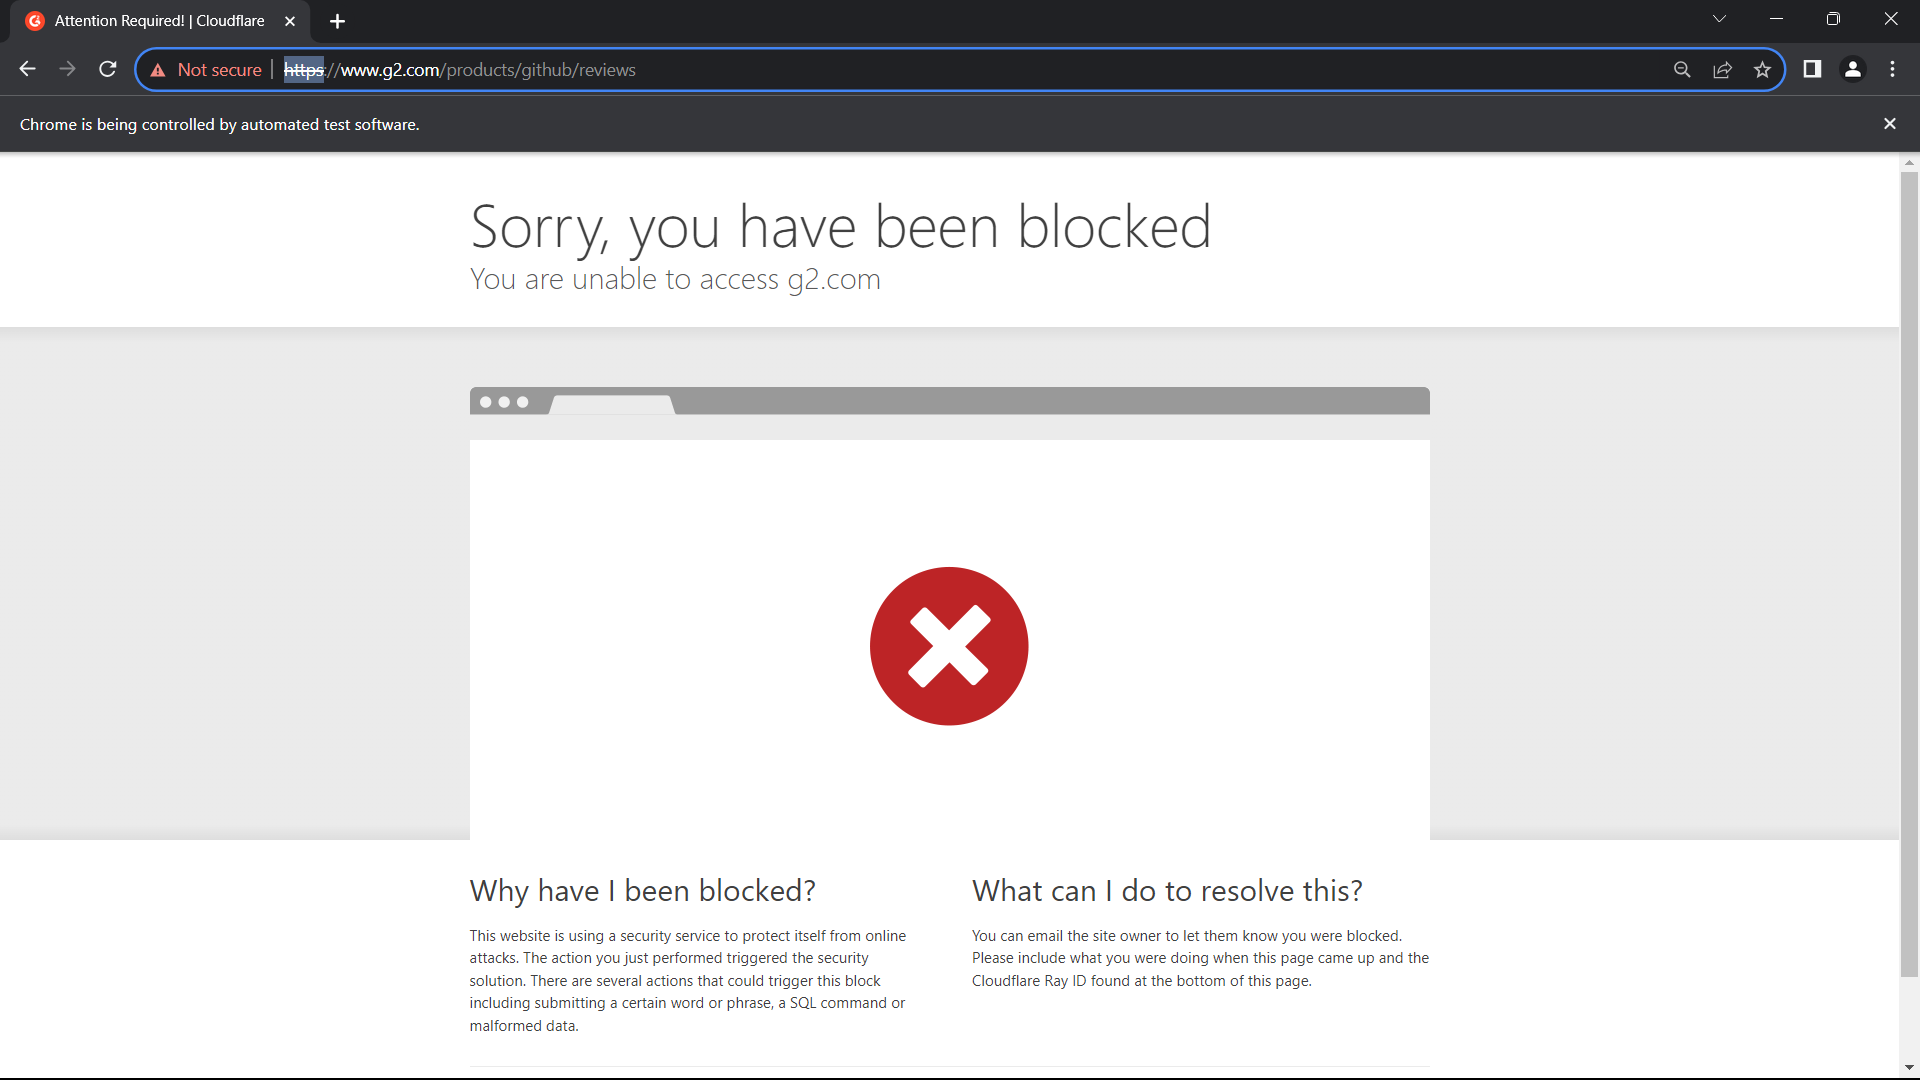 Attention Required! | Cloudflare
Not secure
https://www.g2.com/products/github/reviews
Chrome is being controlled by automated test software.
Sorry, you have been blocked
You are unable to access g2.com
Why have I been blocked?
This website is using a security service to protect itself from online
attacks. The action you just performed triggered the security
solution. There are several actions that could trigger this block
including submitting a certain word or phrase, a SQL command or
malformed data.
What can I do to resolve this?
You can email the site owner to let them know you were blocked.
Please include what you were doing when this page came up and the
Cloudflare Ray ID found at the bottom of this page.